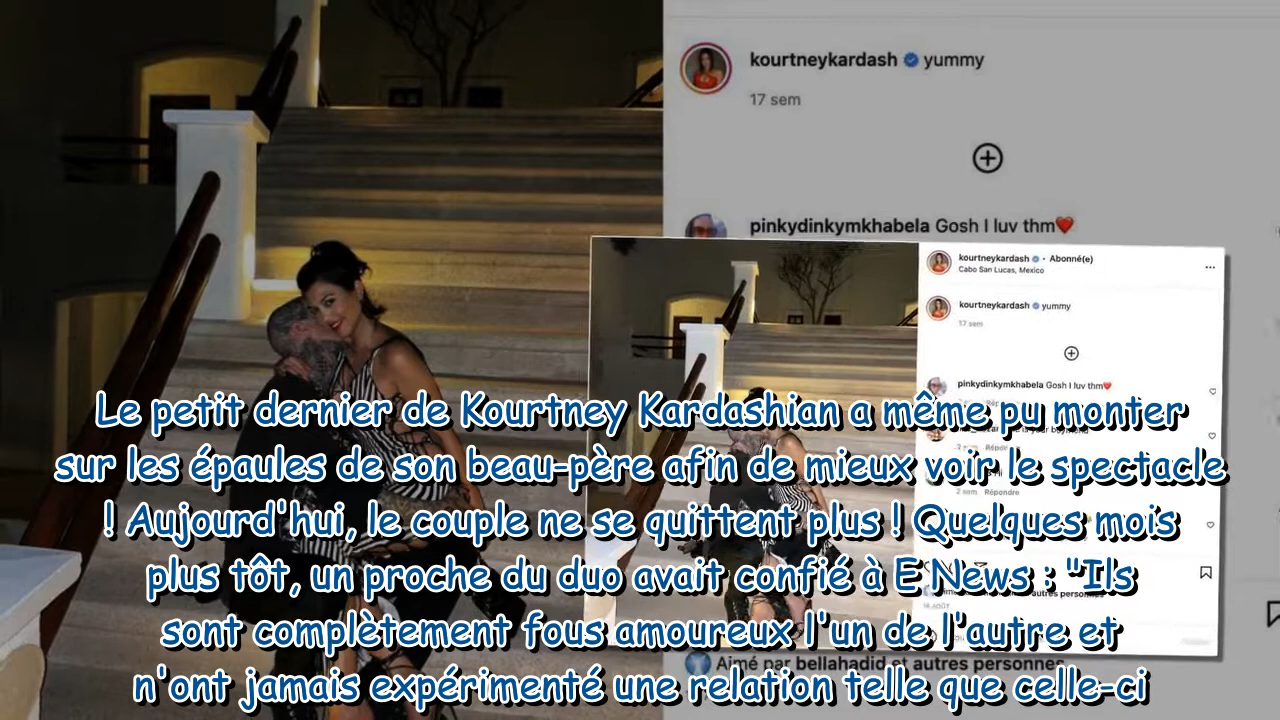 kourtneykardash yummy
17 sem
pinkydinkymkhabela Gosh I luv thm❤️
kourtneykardash • Abonné(e)
Cabo San Lucas, Mexico
kourtneykardash yummy
17 sem
pinkydinkymkhabela Gosh I luv thm❤️
Le petit dernier de Kourtney Kardashian a même pu monter
sur les épaules de son beau-père afin de mieux voir le spectacle
! Aujourd'hui, le couple ne se quittent plus ! Quelques mois
plus tôt, un proche du duo avait confié à E News : "Ils
sont complètement fous amoureux l'un de l'autre et
n'ont jamais expérimenté une relation telle que celle-ci
2 sem Répondre
autres personnes
Aimé par bellahadid et autres personnes